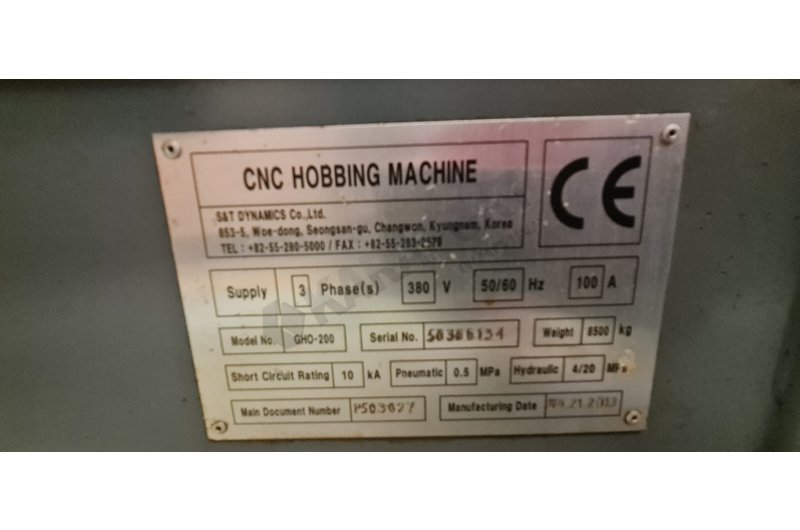 CNC HOBBING MACHINE
CE
S&T DYNAMICS Co.,Ltd.
853-5, Woe-dong, Seongsan-gu, Changwon, Kyungnam, Korea
TEL : +82-55-280-5000 / FAX : +82-55-283-2578
Supply 3 Phase(s) 380 V 50/60 Hz 100 A
Model No. GHO-200 Serial No. Weight 8500 kg
Short Circuit Rating 10 kA Pneumatic 0.5 MPa Hydraulic 4/20 MPa
Main Document Number P503027 Manufacturing Date